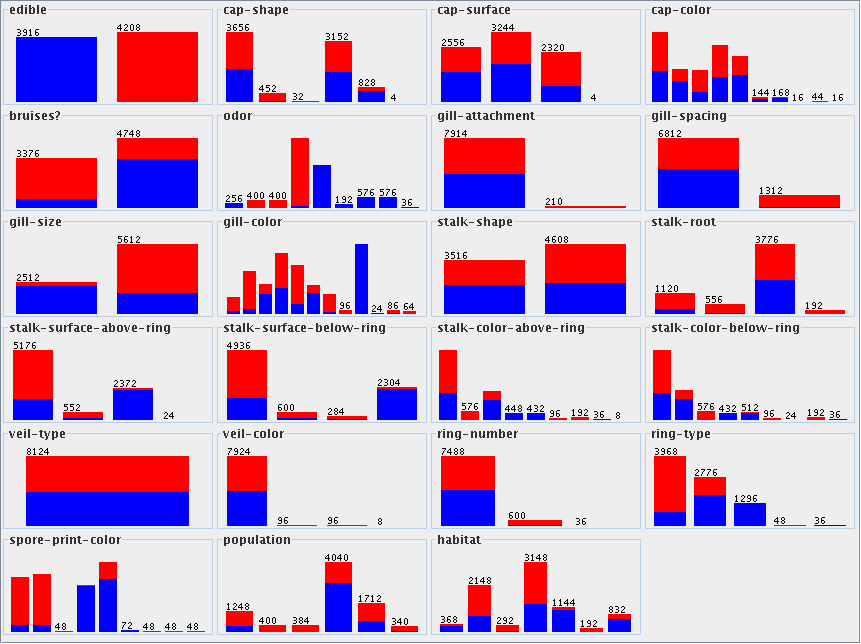 edible
3916 4208
cap-shape
3656 452 32 3152 828 4
cap-surface
2556 3244 2320 4
cap-color
144 168 16 44 16
bruises?
3376 4748
odor
256 400 400 192 576 576 36
gill-attachment
7914 210
gill-spacing
6812 1312
gill-size
2512 5612
gill-color
96 24 86 64
stalk-shape
3516 4608
stalk-root
1120 556 3776 192
stalk-surface-above-ring
5176 552 2372 24
stalk-surface-below-ring
4936 600 284 2304
stalk-color-above-ring
576 448 432 96 192 36 8
stalk-color-below-ring
576 432 512 96 24 192 36
veil-type
8124
veil-color
7924 96 96 8
ring-number
7488 600 36
ring-type
3968 2776 1296 48 36
spore-print-color
48 72 48 48 48
population
1248 400 384 4040 1712 340
habitat
368 2148 292 3148 1144 192 832